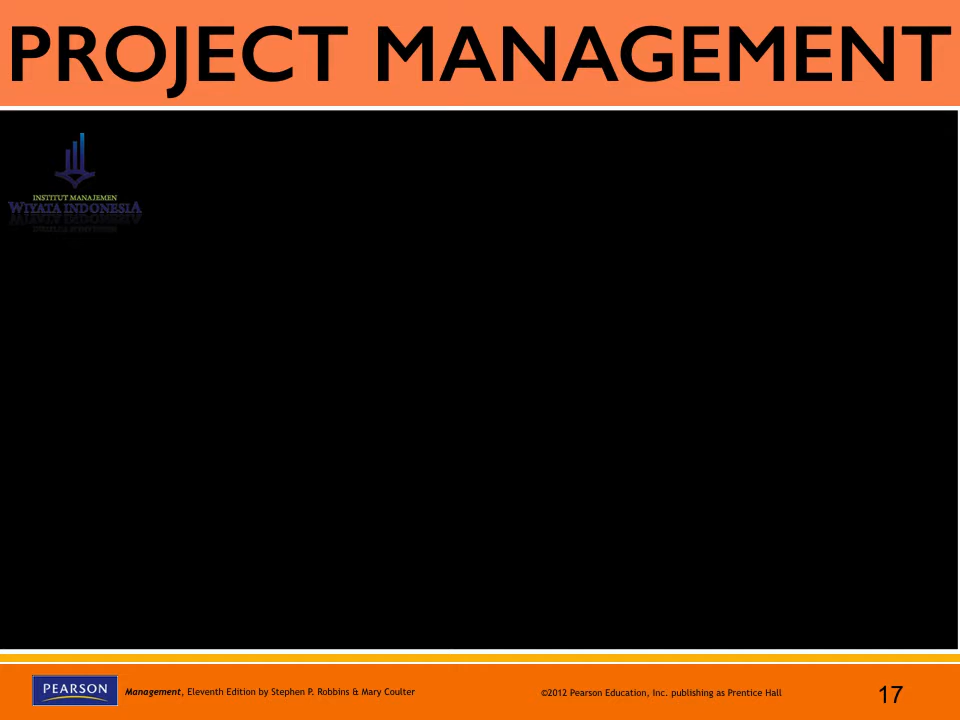 PROJECT MANAGEMENT
INSTITUT MANAJEMEN
WIYATA INDONESIA
PEARSON
Management, Eleventh Edition by Stephen P. Robbins & Mary Coulter
©2012 Pearson Education, Inc. publishing as Prentice Hall
17